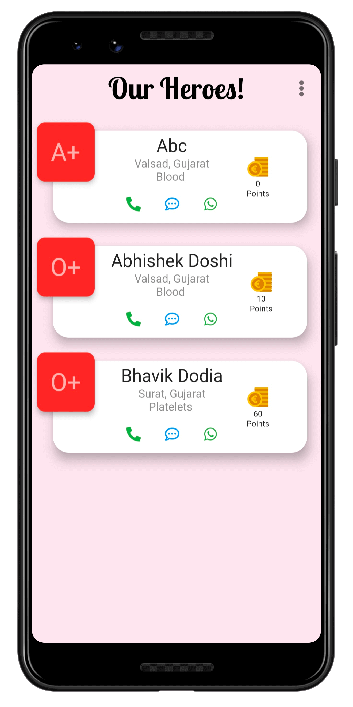 Our Heroes!
A+
Abc
Valsad, Gujarat
Blood
0
Points
O+
Abhishek Doshi
Valsad, Gujarat
Blood
13
Points
O+
Bhavik Dodia
Surat, Gujarat
Platelets
60
Points